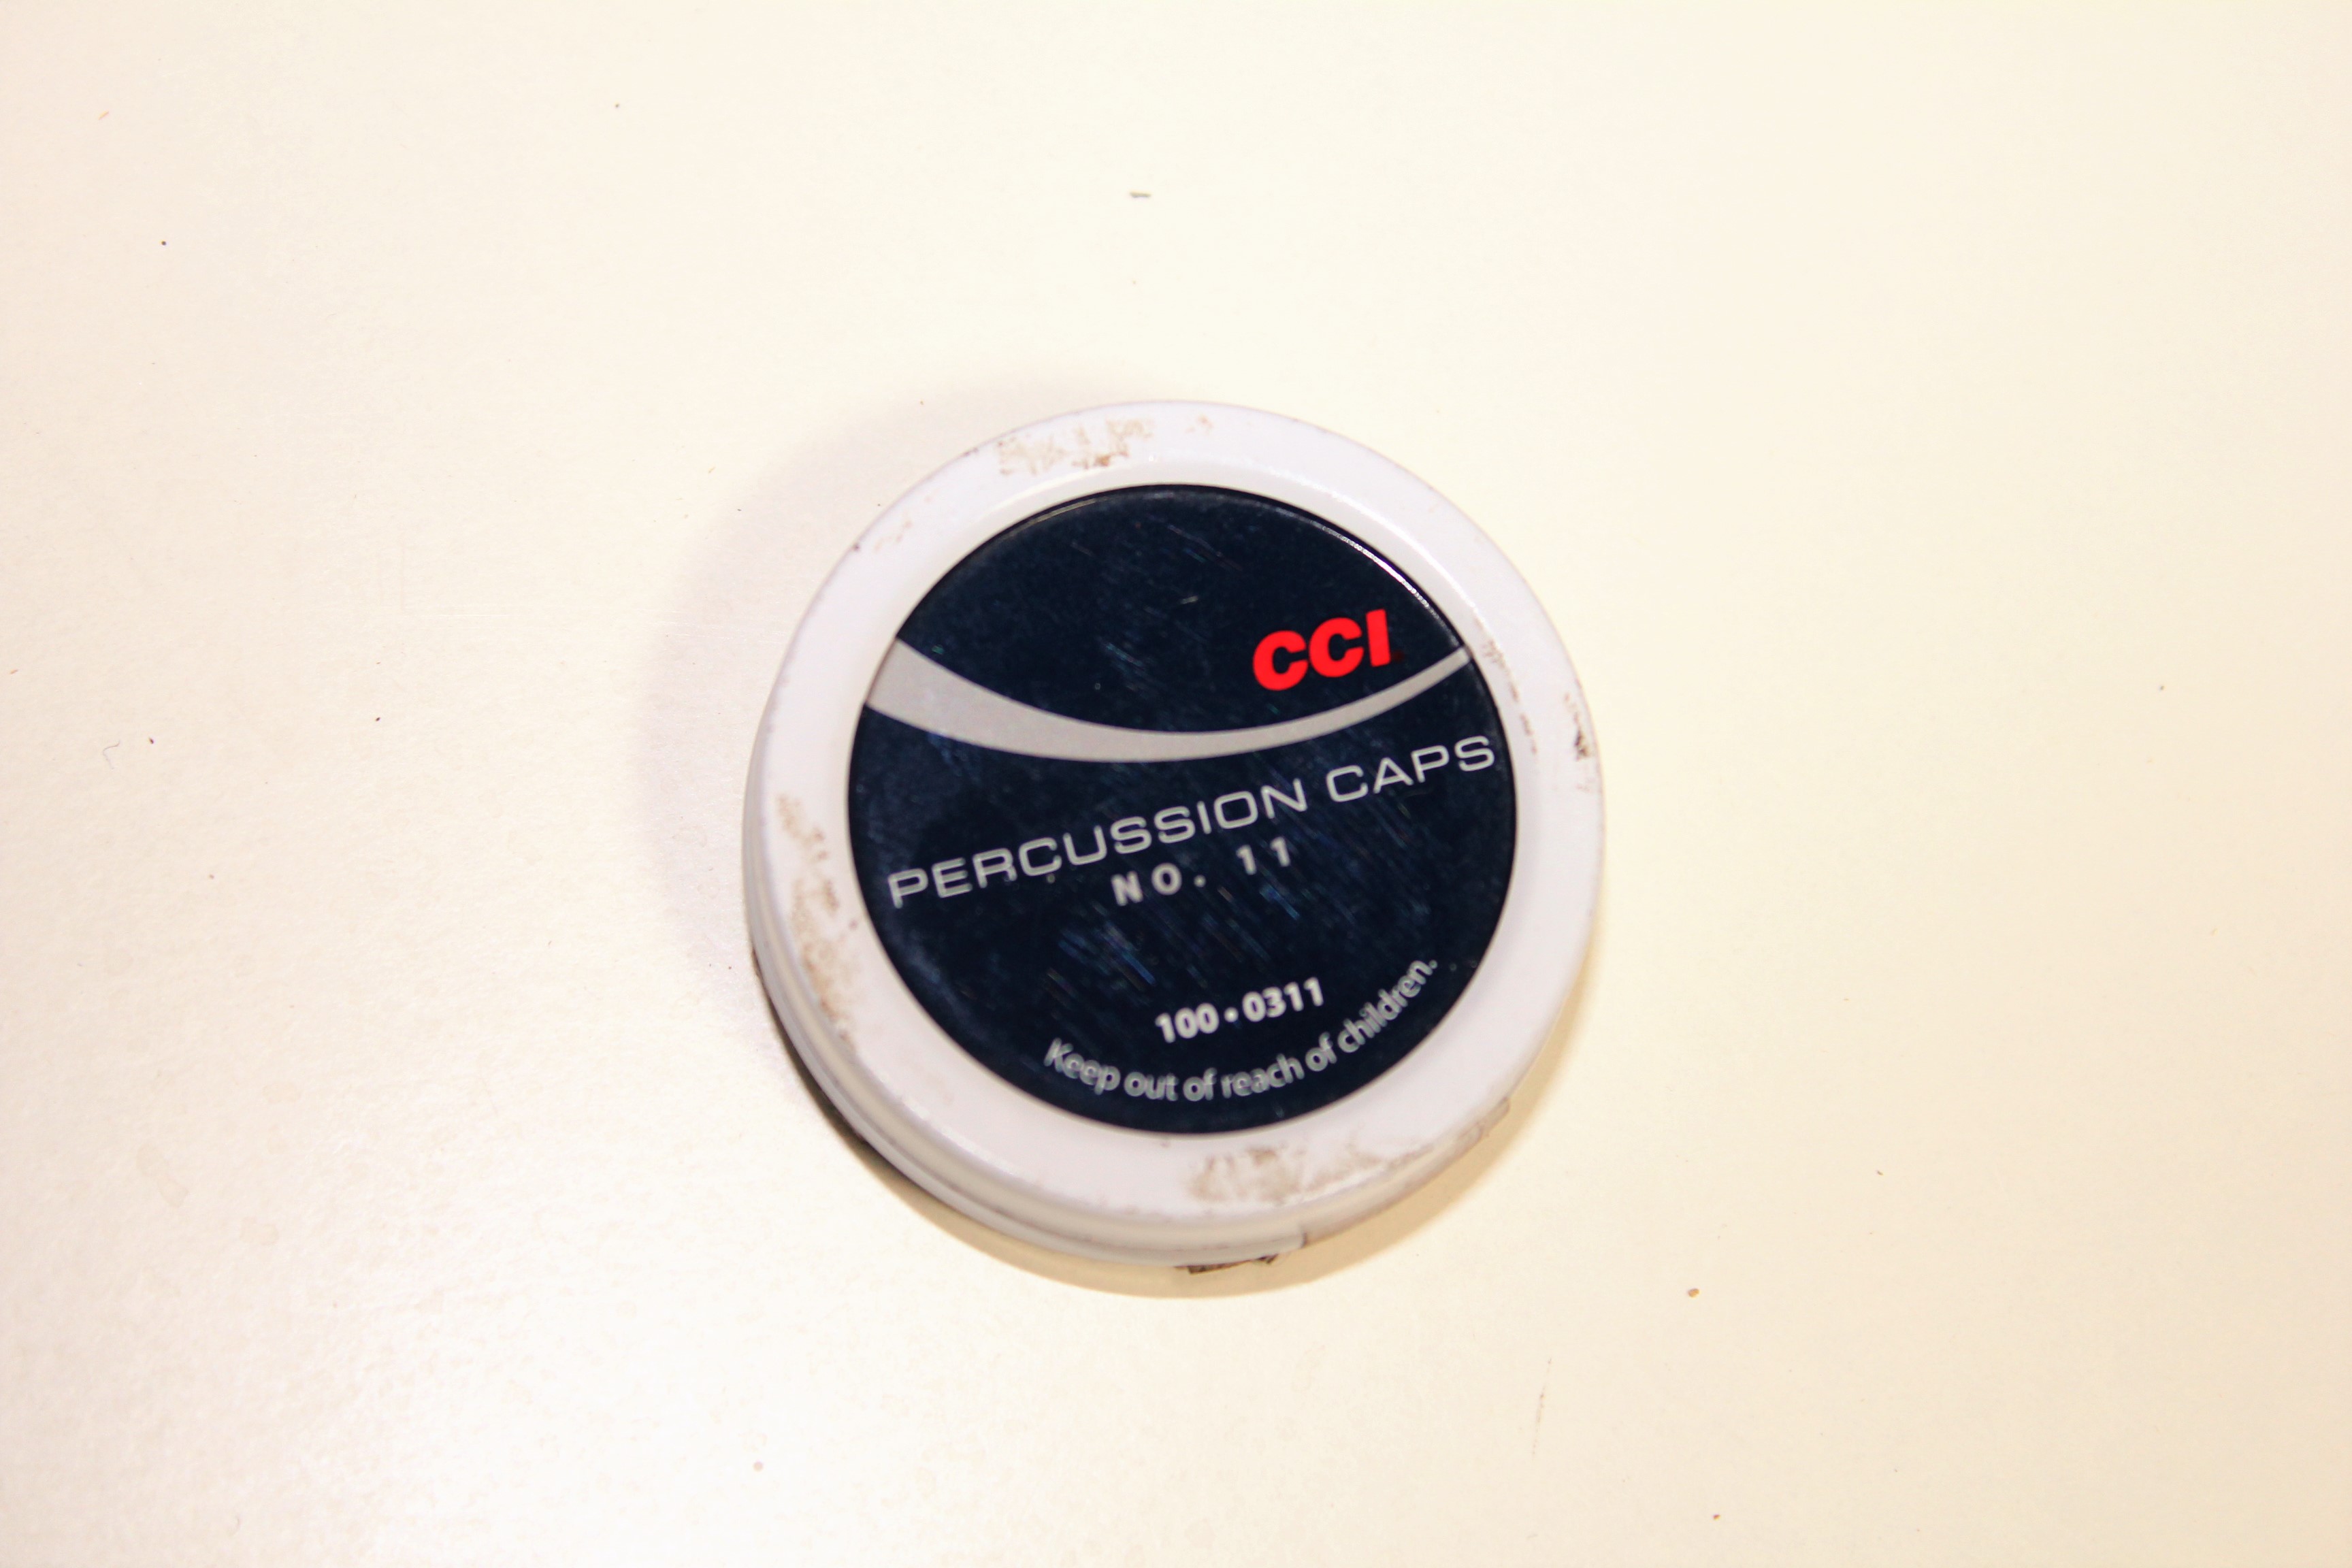 CCI
PERCUSSION CAPS
NO. 11
100 • 0311
Keep out of reach of children.